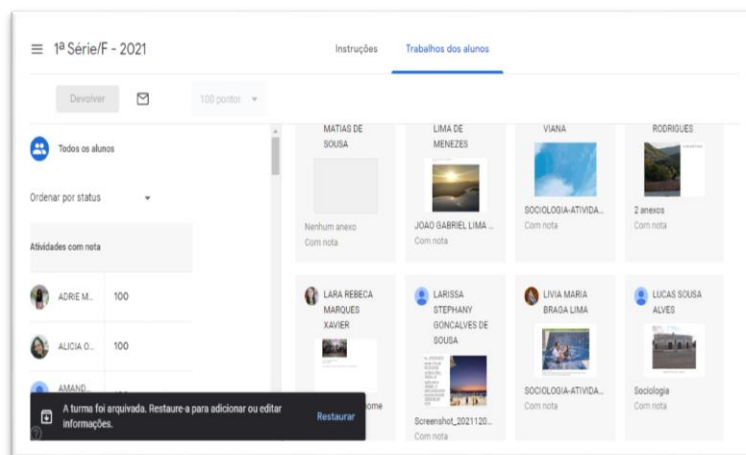 1ª Série/F - 2021
Instruções
Trabalhos dos alunos
Devolver
100 pontos
Todos os alunos
Ordenar por status
Atividades com nota
ADRIE M...
100
ALICIA O...
100
AMAND...
MATIAS DE
SOUSA
Nenhum anexo
Com nota
LIMA DE
MENEZES
JOAO GABRIEL LIMA ...
Com nota
VIANA
SOCIOLOGIA-ATIVIDA...
Com nota
RODRIGUES
2 anexos
Com nota
LARA REBECA
MARQUES
XAVIER
LARISSA
STEPHANY
GONCALVES DE
SOUSA
Screenshot_2021120...
Com nota
LIVIA MARIA
BRAGA LIMA
SOCIOLOGIA-ATIVIDA...
Com nota
LUCAS SOUSA
ALVES
Sociologia
Com nota
A turma foi arquivada. Restaure-a para adicionar ou editar
informações.
Restaurar